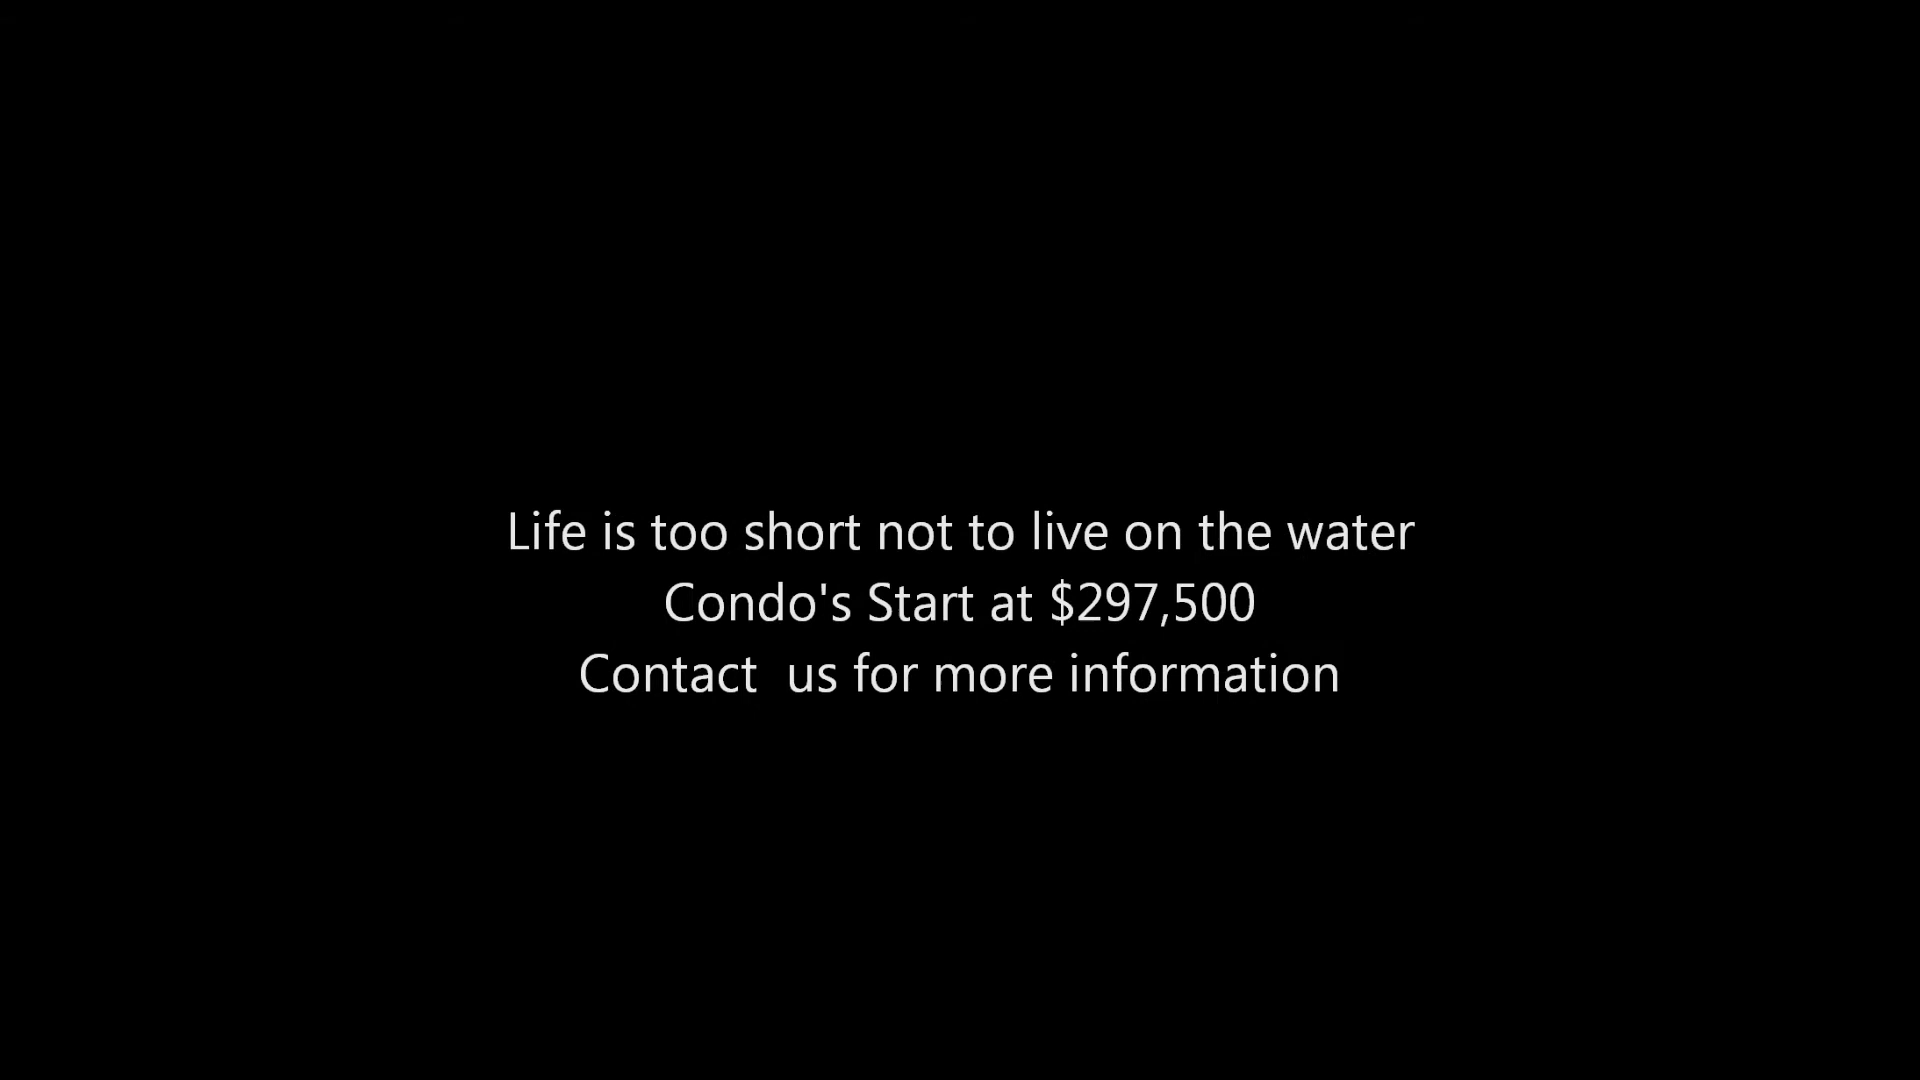 Life is too short not to live on the water
Condo's Start at $297,500
Contact  us for more information